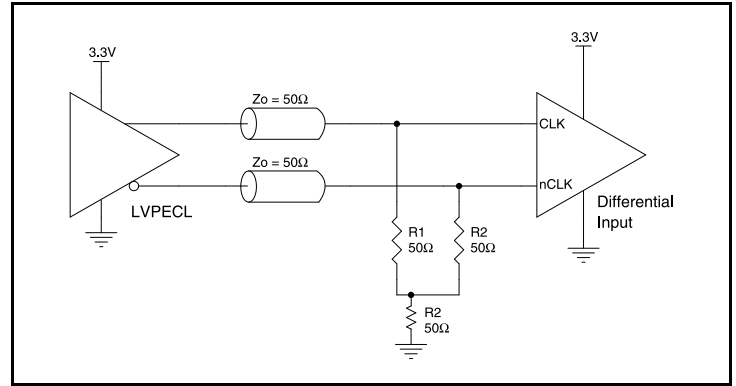 3.3V
3.3V
Zo = 50Ω
CLK
Zo = 50Ω
nCLK
LVPECL
Differential
Input
R1
50Ω
R2
50Ω
R2
50Ω